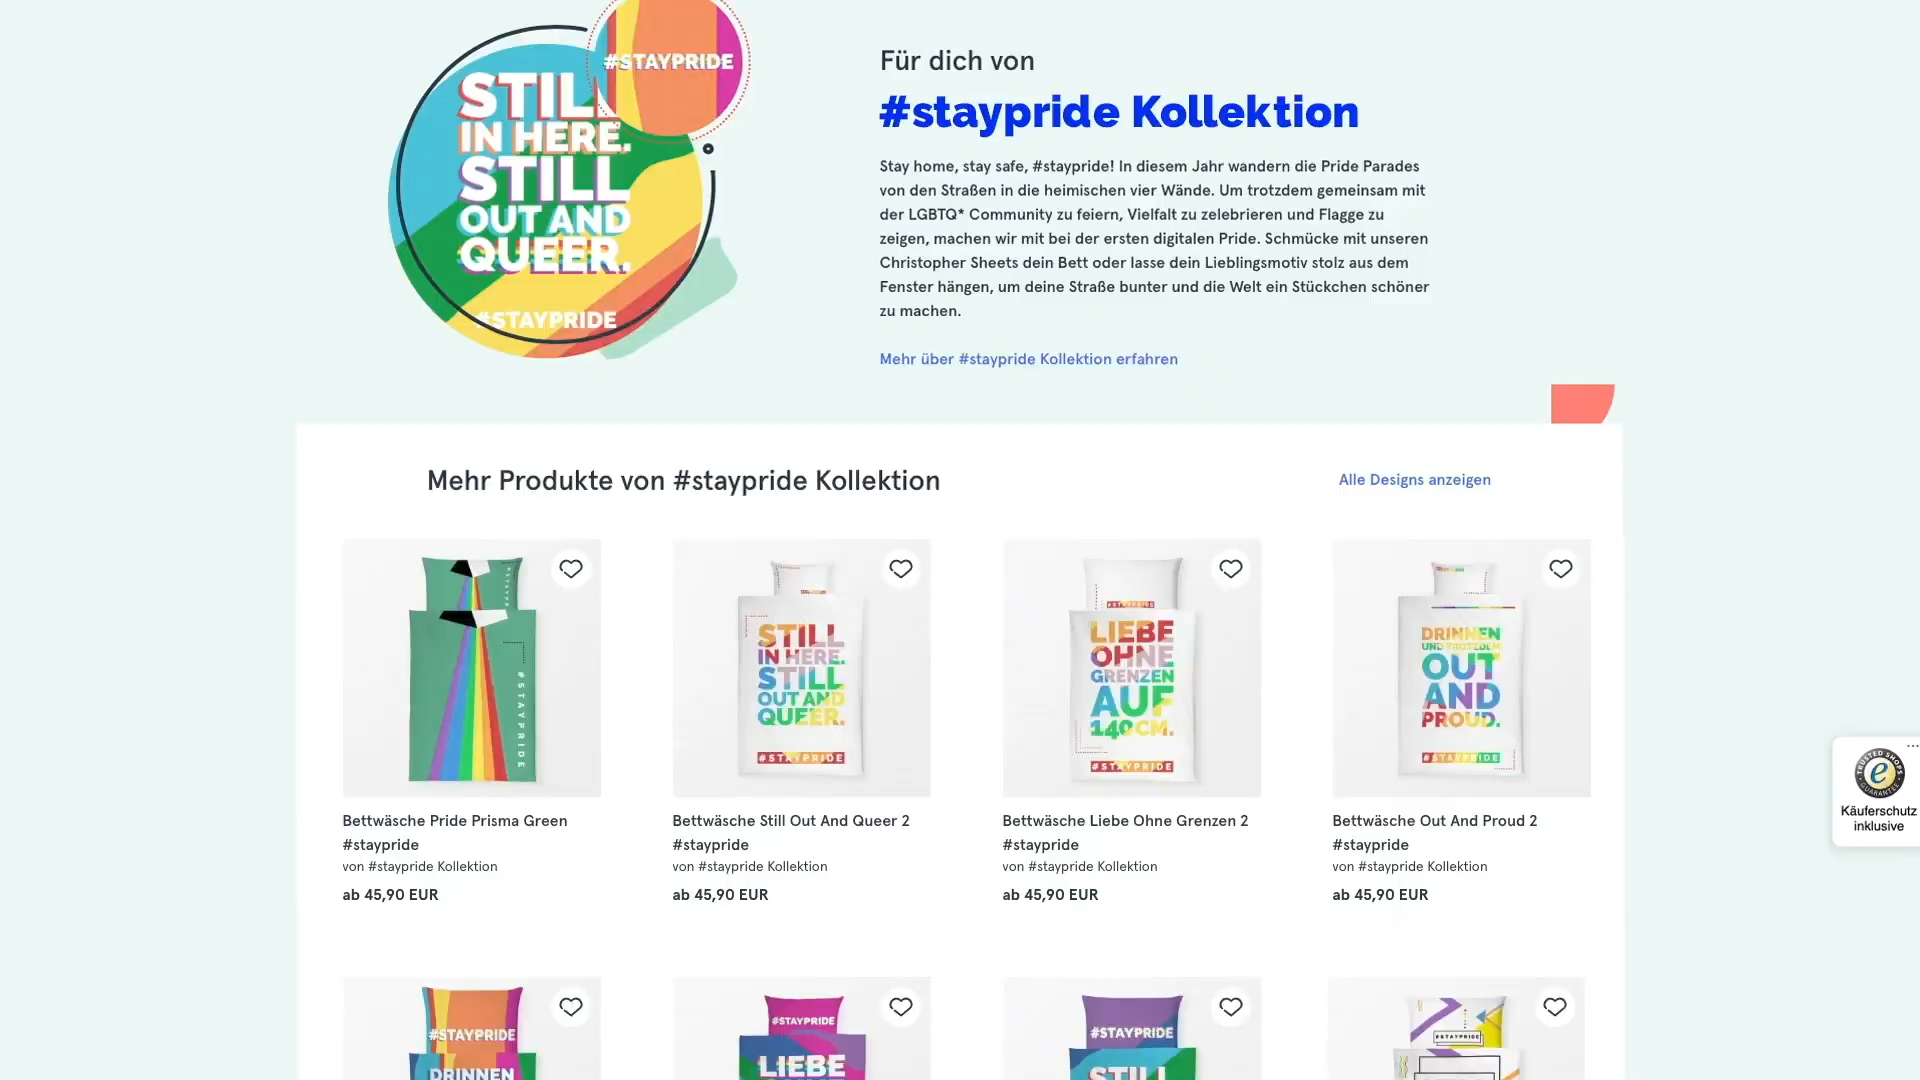 #STAYPRIDE
STILL
IN HERE.
STILL
OUT AND
QUEER.
#STAYPRIDE
Für dich von
#staypride Kollektion
Stay home, stay safe, #staypride! In diesem Jahr wandern die Pride Parades
von den Straßen in die heimischen vier Wände. Um trotzdem gemeinsam mit
der LGBTQ* Community zu feiern, Vielfalt zu zelebrieren und Flagge zu
zeigen, machen wir mit bei der ersten digitalen Pride. Schmücke mit unseren
Christopher Sheets dein Bett oder lasse dein Lieblingsmotiv stolz aus dem
Fenster hängen, um deine Straße bunter und die Welt ein Stückchen schöner
zu machen.
Mehr über #staypride Kollektion erfahren
Mehr Produkte von #staypride Kollektion
Alle Designs anzeigen
#STAYPRIDE
STILL
IN HERE.
STILL
OUT AND
QUEER.
#STAYPRIDE
#STAYPRIDE
LIEBE
OHNE
GRENZEN
AUF
140 CM.
#STAYPRIDE
DRINNEN
UND TROTZDEM
OUT
AND
PROUD.
#STAYPRIDE
Bettwäsche Pride Prisma Green
#staypride
von #staypride Kollektion
ab 45,90 EUR
Bettwäsche Still Out And Queer 2
#staypride
von #staypride Kollektion
ab 45,90 EUR
Bettwäsche Liebe Ohne Grenzen 2
#staypride
von #staypride Kollektion
ab 45,90 EUR
Bettwäsche Out And Proud 2
#staypride
von #staypride Kollektion
ab 45,90 EUR
TRUSTED SHOPS
GUARANTEE
e
Käuferschutz
inklusive
#STAYPRIDE
DRINNEN
#STAYPRIDE
LIEBE
#STAYPRIDE
STILL
#STAYPRIDE